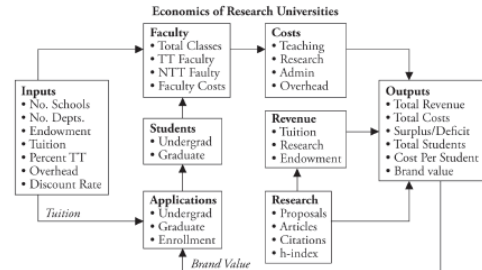 Economics of Research Universities
Faculty
• Total Classes
• TT Faculty
• NTT Faulty
• Faculty Costs
Costs
• Teaching
• Research
• Admin
• Overhead
Inputs
• No. Schools
• No. Depts.
• Endowment
• Tuition
• Percent TT
• Overhead
• Discount Rate
Students
• Undergrad
• Graduate
Revenue
• Tuition
• Research
• Endowment
Outputs
• Total Revenue
• Total Costs
• Surplus/Deficit
• Total Students
• Cost Per Student
• Brand value
Tuition
Applications
• Undergrad
• Graduate
• Enrollment
Research
• Proposals
• Articles
• Citations
• h-index
Brand Value